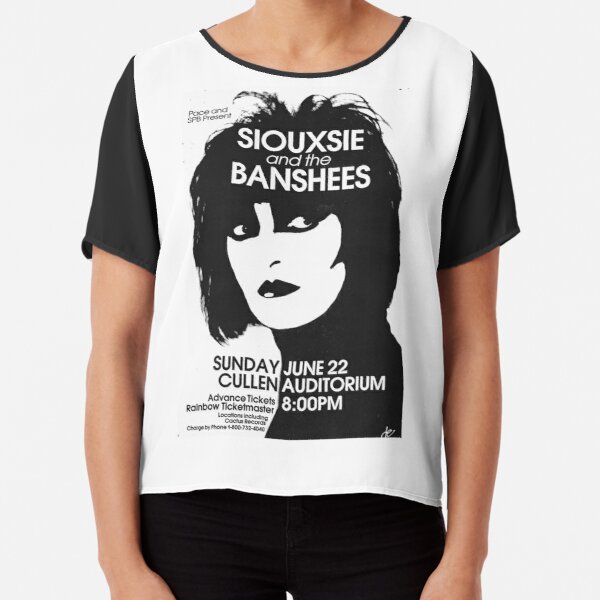 Pace and
SPB Present
SIOUXSIE
and the
BANSHEES
SUNDAY JUNE 22
CULLEN AUDITORIUM
Advance Tickets 8:00PM
Rainbow Ticketmaster
Locations including
Cactus Records
Charge by Phone 1-800-732-4040